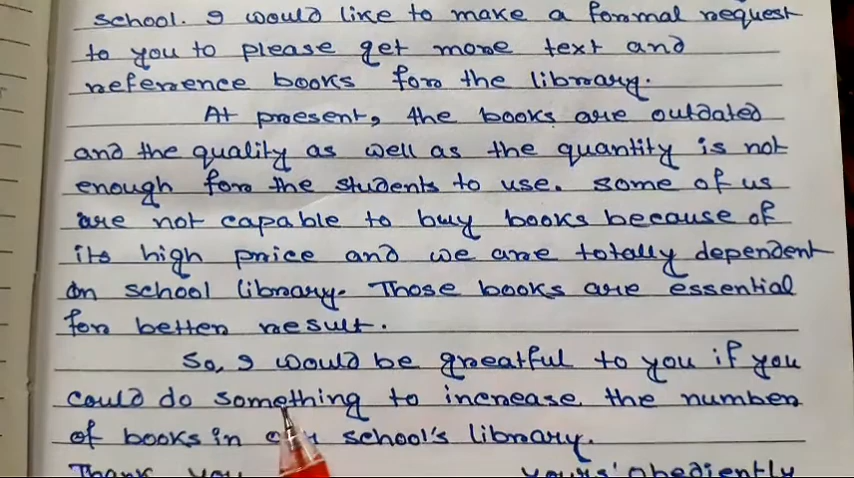 school. I would like to make a formal request
to you to please get more text and
reference books for the library.
At present, the books are outdated
and the quality as well as the quantity is not
enough for the students to use. some of us
are not capable to buy books because of
its high price and we are totally dependent
on school library. Those books are essential
for better result.
So, I would be greatful to you if you
could do something to increase the number
of books in our school's library.
Thank you yours' obediently